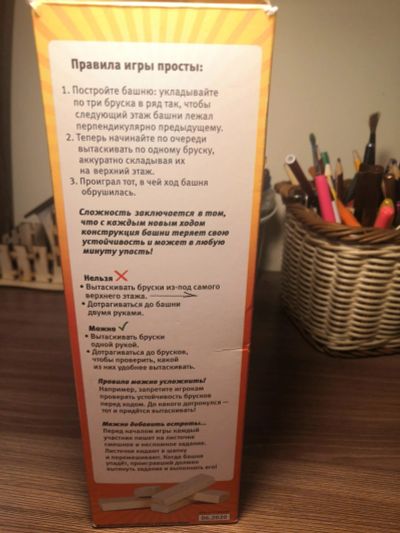 Правила игры просты:
1. Постройте башню: укладывайте
по три бруска в ряд так, чтобы
следующий этаж башни лежал
перпендикулярно предыдущему.
2. Теперь начинайте по очереди
вытаскивать по одному бруску,
аккуратно складывая их
на верхний этаж.
3. Проиграл тот, в чей ход башня
обрушилась.
Сложность заключается в том,
что с каждым новым ходом
конструкция башни теряет свою
устойчивость и может в любую
минуту упасть!
Нельзя
• Вытаскивать бруски из-под самого
верхнего этажа.
• Дотрагиваться до башни
двумя руками.
Можно
• Вытаскивать бруски
одной рукой.
• Дотрагиваться до брусков,
чтобы проверить, какой
из них удобнее вытаскивать.
Правила можно усложнить!
Например, запретите игрокам
проверять устойчивость брусков
перед ходом. До какого дотронулся —
тот и придётся вытаскивать!
Можно добавить остроты...
Перед началом игры каждый
участник пишет на листочке
смешное и несложное задание.
Листочки кидают в шапку
и перемешивают. Когда башня
упадёт, проигравший должен
вытянуть задание и выполнить его!
06.2020